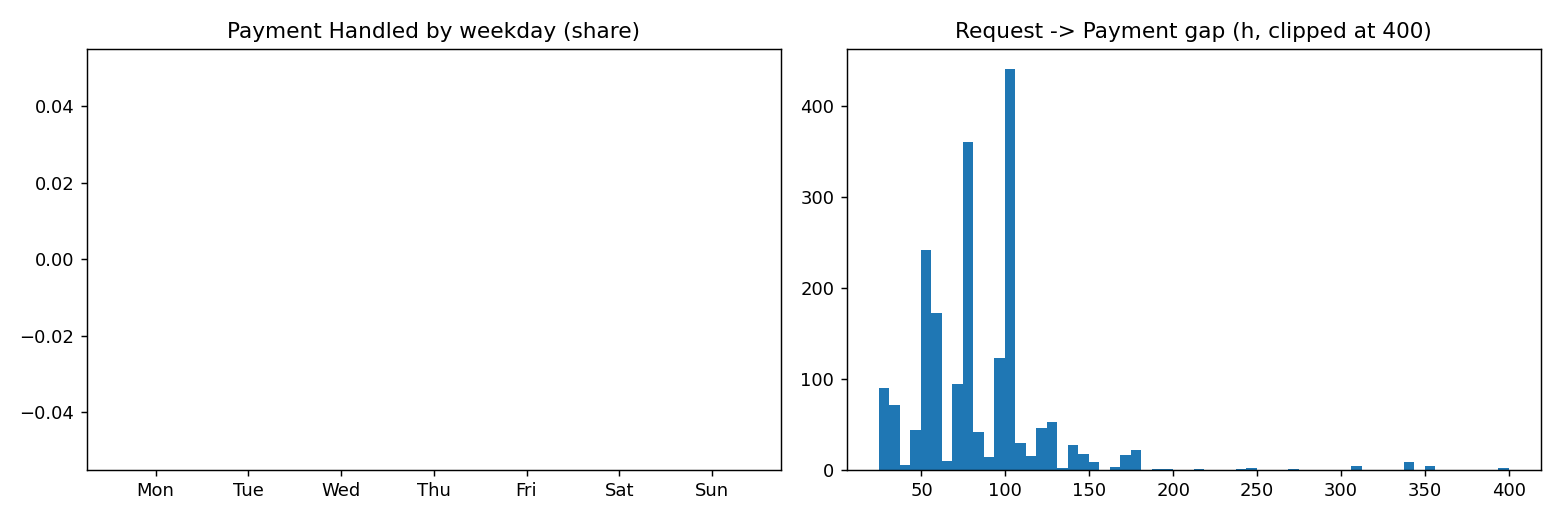 Payment Handled by weekday (share)
0.04
0.02
0.00
−0.02
−0.04
Mon Tue Wed Thu Fri Sat Sun
Request -> Payment gap (h, clipped at 400)
400
300
200
100
0
50 100 150 200 250 300 350 400